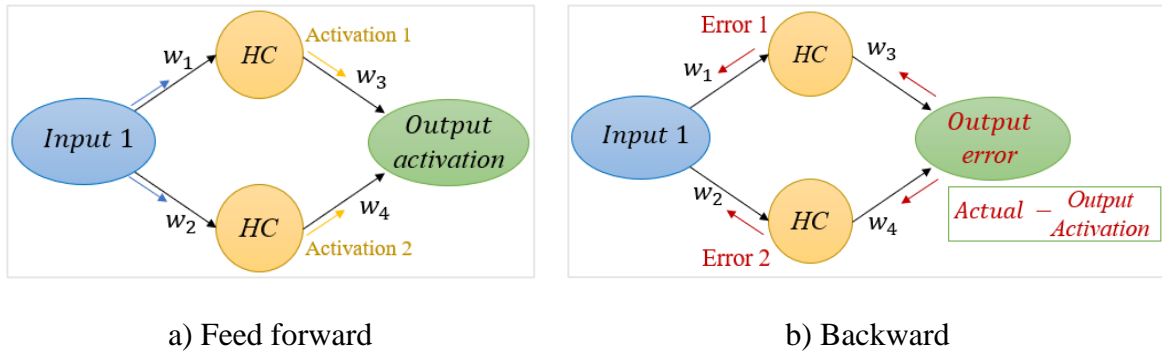 HC
Activation 1
w₁
w₃
Input 1
Output
activation
w₂
w₄
HC
Activation 2
a) Feed forward
Error 1
HC
w₁
w₃
Input 1
Output
error
w₂
w₄
HC
Error 2
Actual − Output
Activation
b) Backward